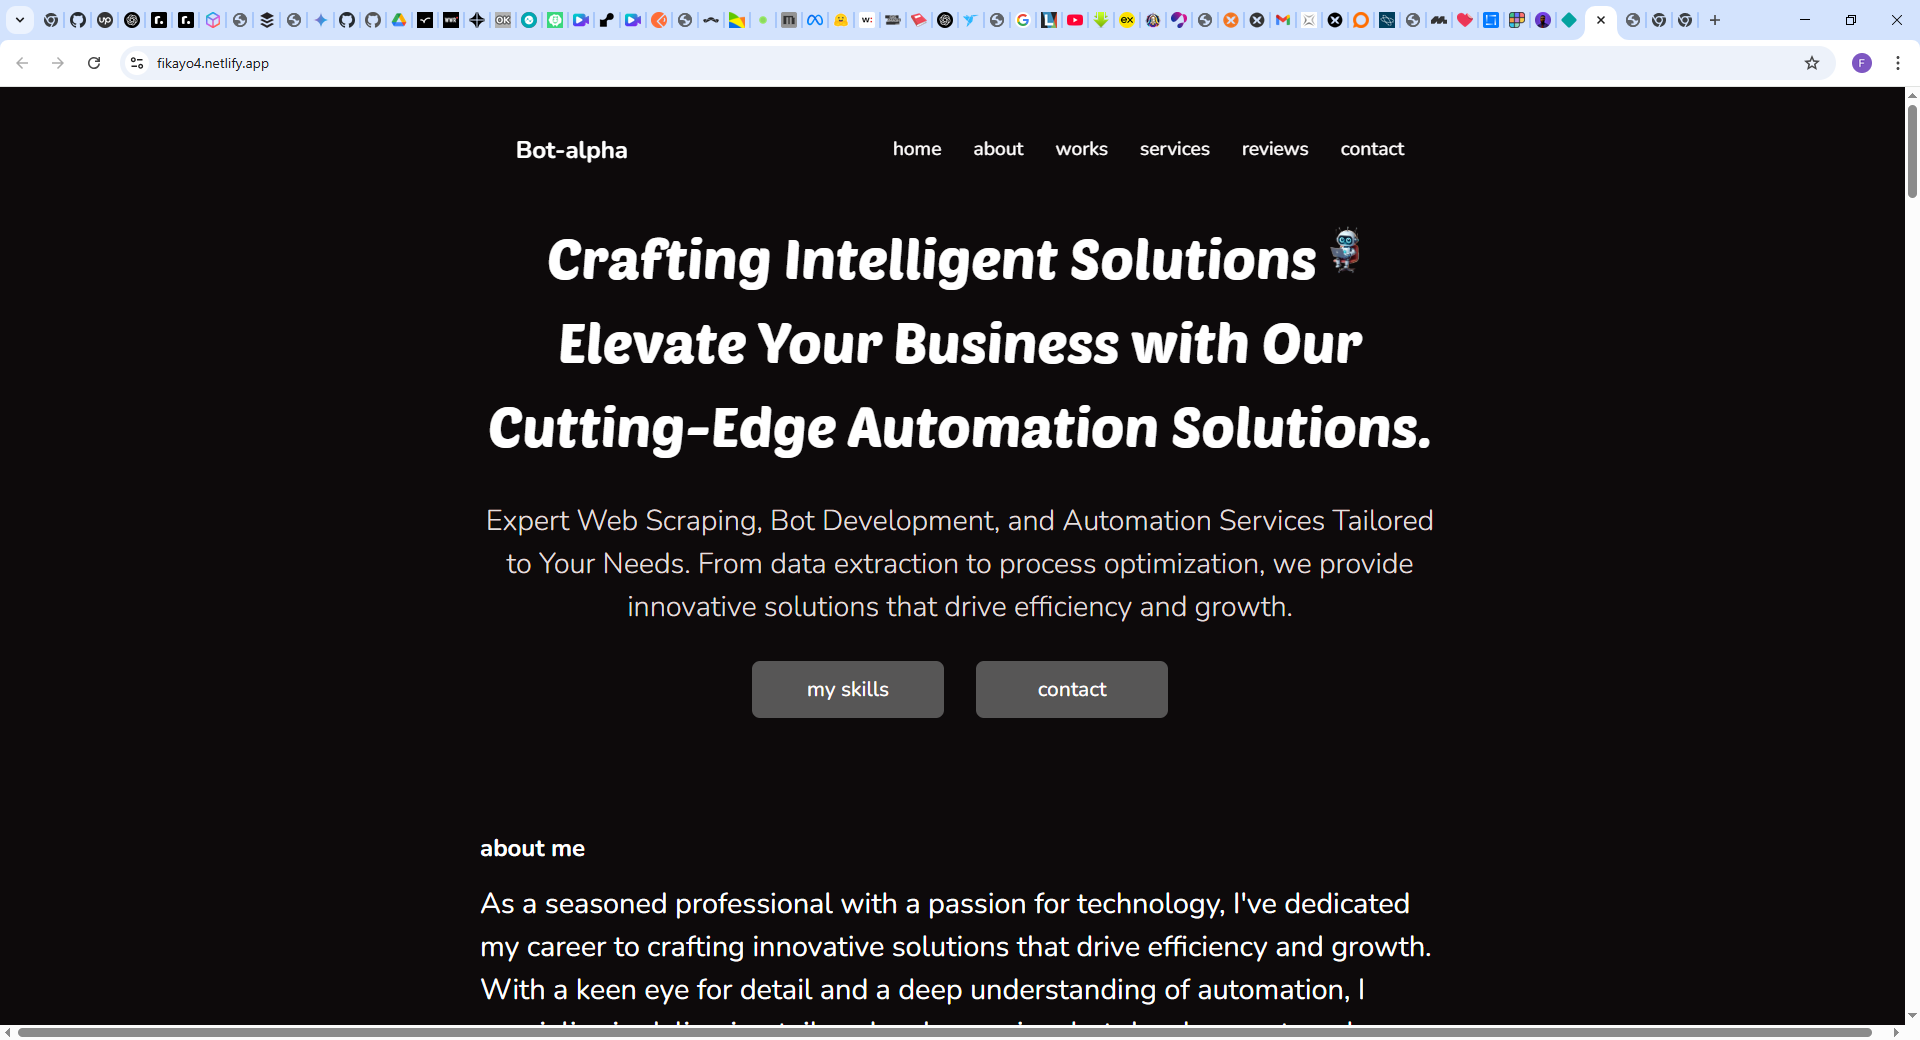 fikayo4.netlify.app
F
Bot-alpha
home about works services reviews contact
Crafting Intelligent Solutions
Elevate Your Business with Our
Cutting-Edge Automation Solutions.
Expert Web Scraping, Bot Development, and Automation Services Tailored
to Your Needs. From data extraction to process optimization, we provide
innovative solutions that drive efficiency and growth.
my skills contact
about me
As a seasoned professional with a passion for technology, I've dedicated
my career to crafting innovative solutions that drive efficiency and growth.
With a keen eye for detail and a deep understanding of automation, I